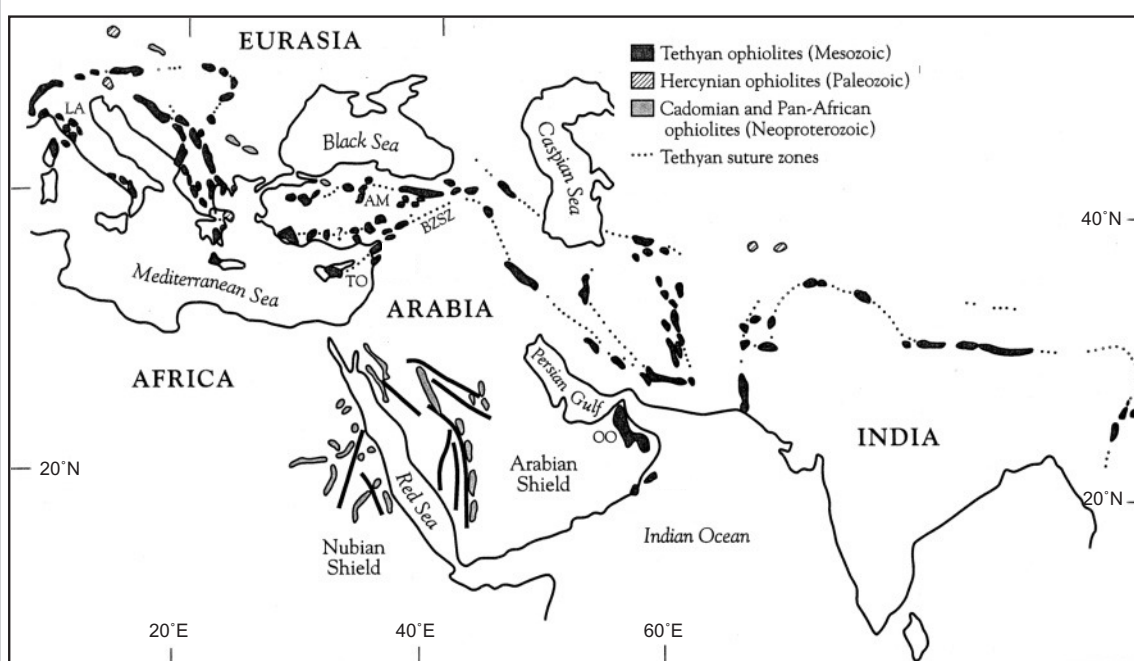 EURASIA
Tethyan ophiolites (Mesozoic)
Hercynian ophiolites (Paleozoic)
Cadomian and Pan-African
ophiolites (Neoproterozoic)
Tethyan suture zones
LA
Black Sea
Caspian Sea
AM
BZSZ
?
40˚N
TO
Mediterranean Sea
ARABIA
AFRICA
Persian Gulf
INDIA
OO
20˚N
Arabian
Shield
Red Sea
20˚N
Indian Ocean
Nubian
Shield
20˚E
40˚E
60˚E